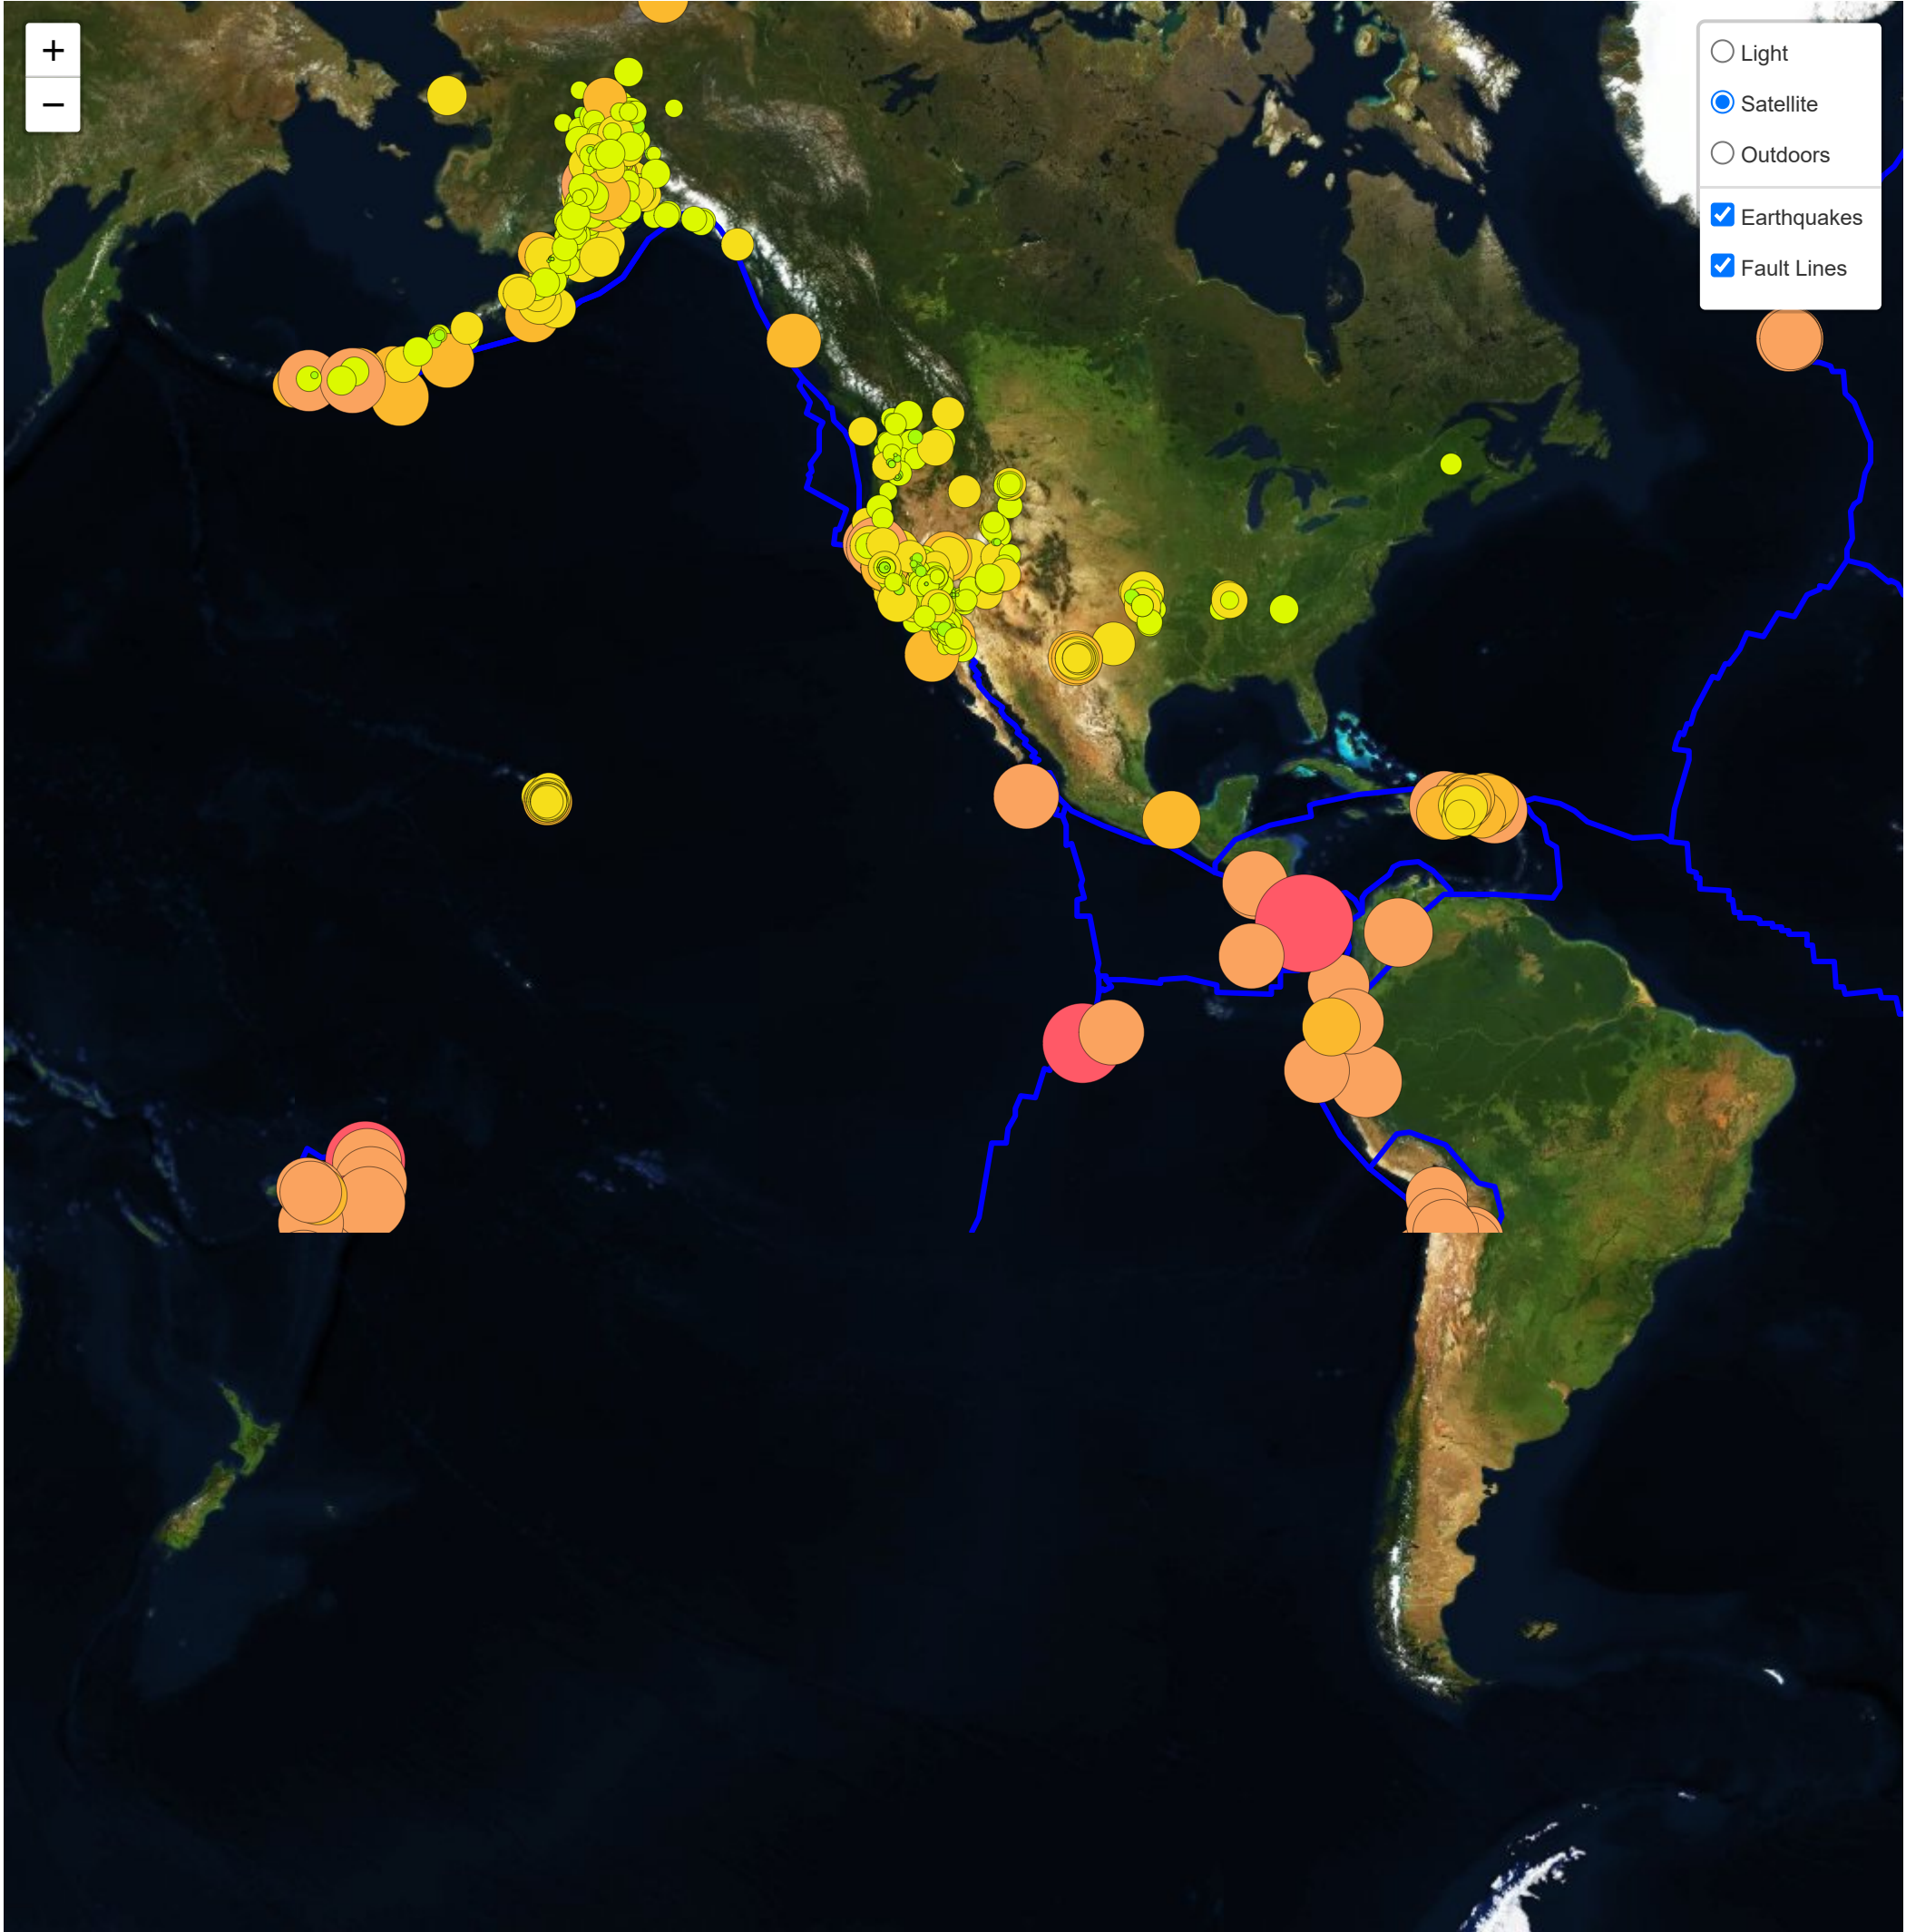 +
−
Light
Satellite
Outdoors
Earthquakes
Fault Lines